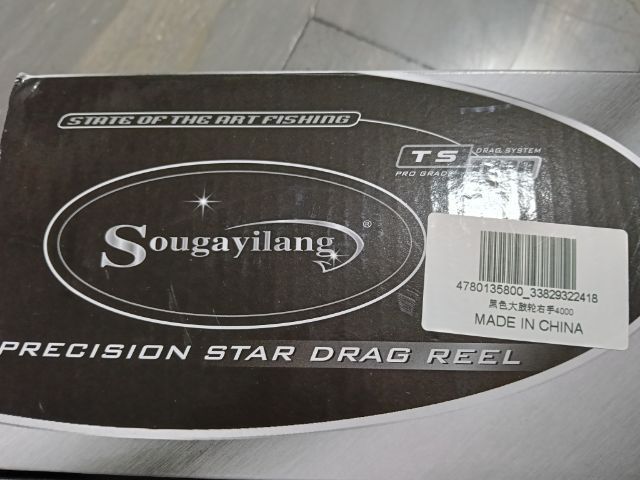 STATE OF THE ART FISHING
TS
DRAG SYSTEM
PRO GRADE
Sougayilang®
4780135800_33829322418
黑色大鼓轮右手4000
MADE IN CHINA
PRECISION STAR DRAG REEL